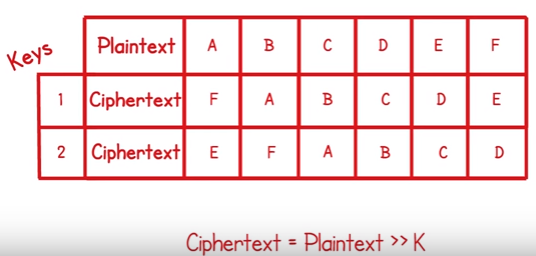 Keys
Plaintext A B C D E F
1 Ciphertext F A B C D E
2 Ciphertext E F A B C D
Ciphertext = Plaintext >> K